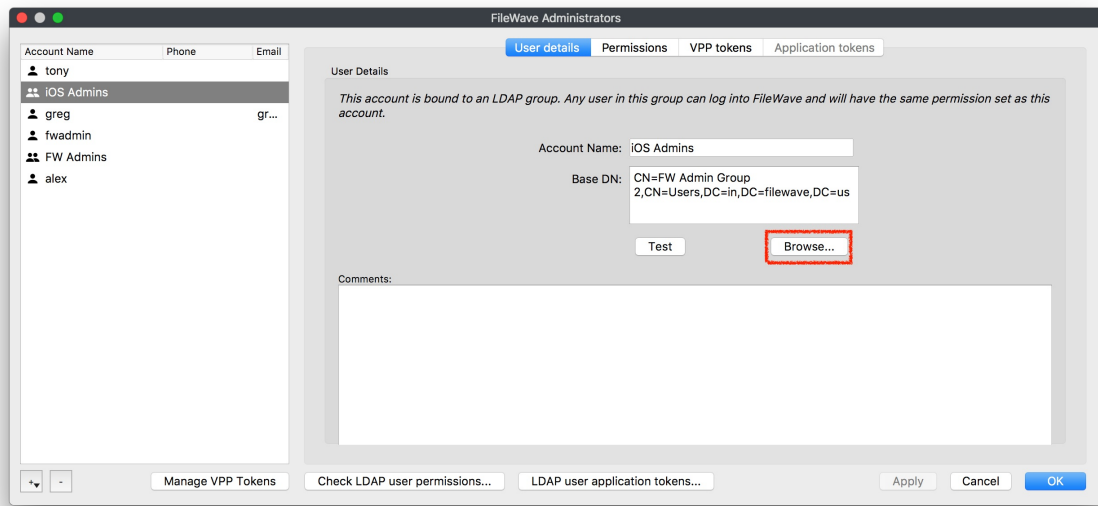 FileWave Administrators
Account Name Phone Email
tony
iOS Admins
greg gr...
fwadmin
FW Admins
alex
User details Permissions VPP tokens Application tokens
User Details
This account is bound to an LDAP group. Any user in this group can log into FileWave and will have the same permission set as this
account.
Account Name: iOS Admins
Base DN: CN=FW Admin Group
2,CN=Users,DC=in,DC=filewave,DC=us
Test Browse...
Comments:
+ - Manage VPP Tokens Check LDAP user permissions... LDAP user application tokens... Apply Cancel OK